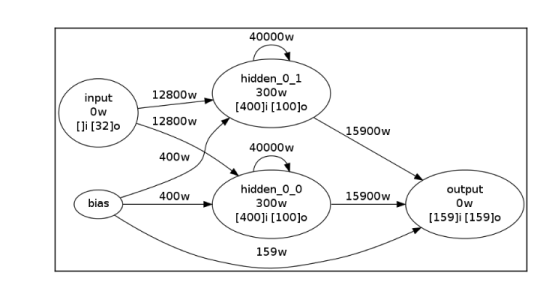 40000w
hidden_0_1
300w
[400]i [100]o
input
0w
[]i [32]o
12800w
12800w
15900w
400w
40000w
hidden_0_0
300w
[400]i [100]o
bias
400w
15900w
output
0w
[159]i [159]o
159w